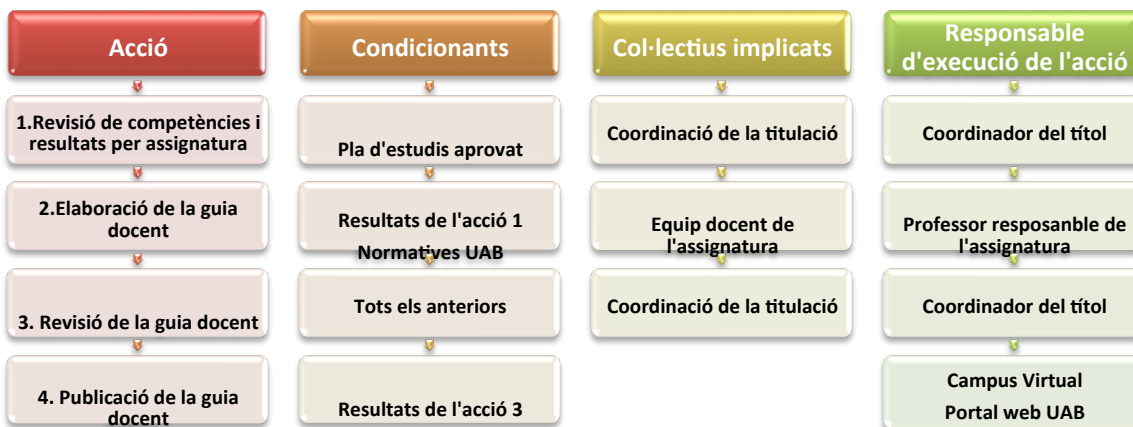 Acció
1.Revisió de competències i
resultats per assignatura
2.Elaboració de la guia
docent
3. Revisió de la guia docent
4. Publicació de la guia
docent
Condicionants
Pla d'estudis aprovat
Resultats de l'acció 1
Normatives UAB
Tots els anteriors
Resultats de l'acció 3
Col·lectius implicats
Coordinació de la titulació
Equip docent de
l'assignatura
Coordinació de la titulació
Responsable
d'execució de l'acció
Coordinador del títol
Professor resposanble de
l'assignatura
Coordinador del títol
Campus Virtual
Portal web UAB